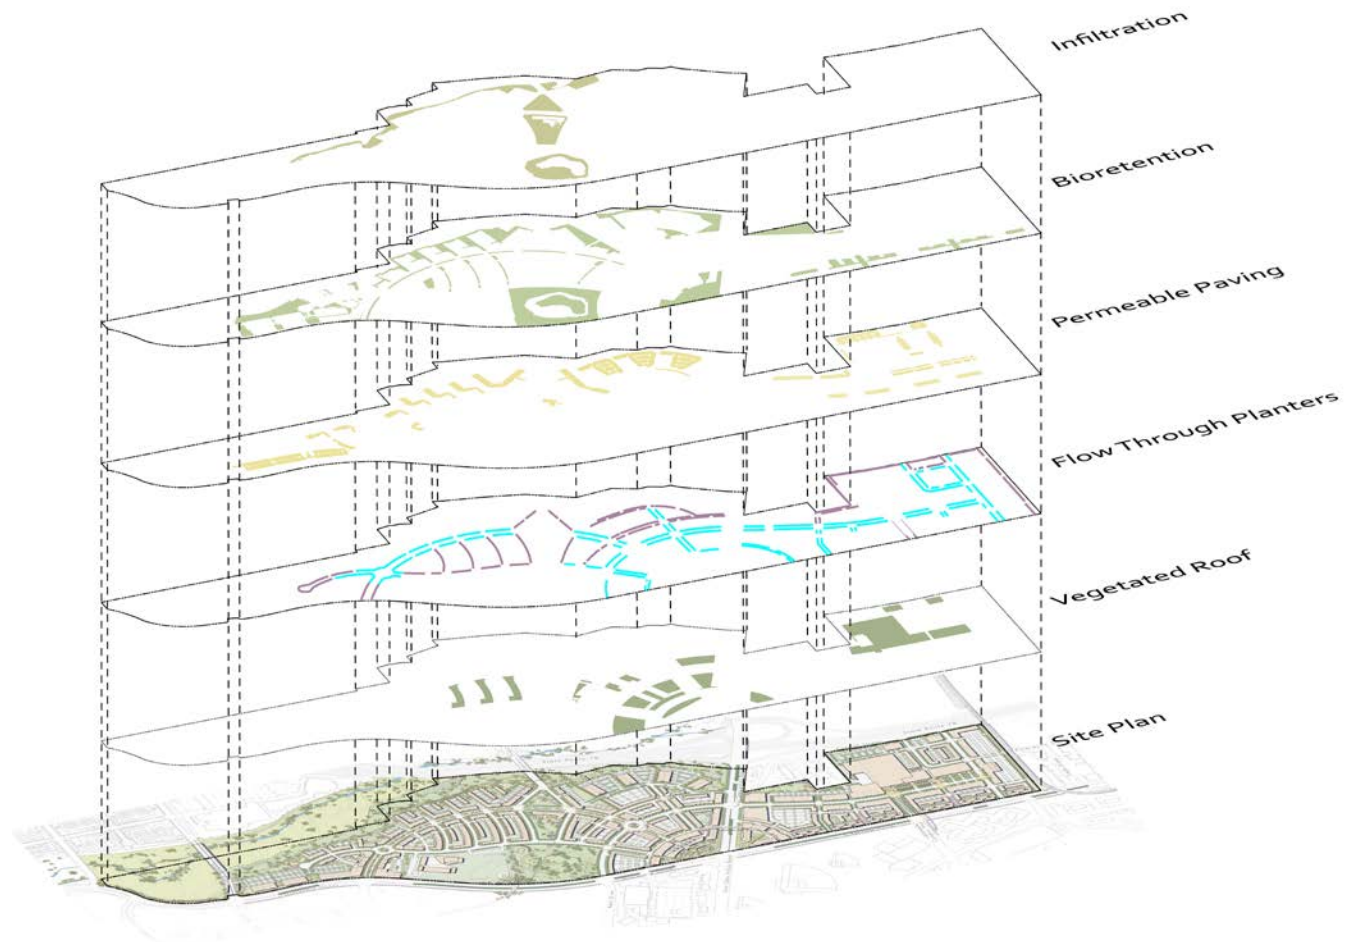 Infiltration
Bioretention
Permeable Paving
Flow Through Planters
Vegetated Roof
Site Plan